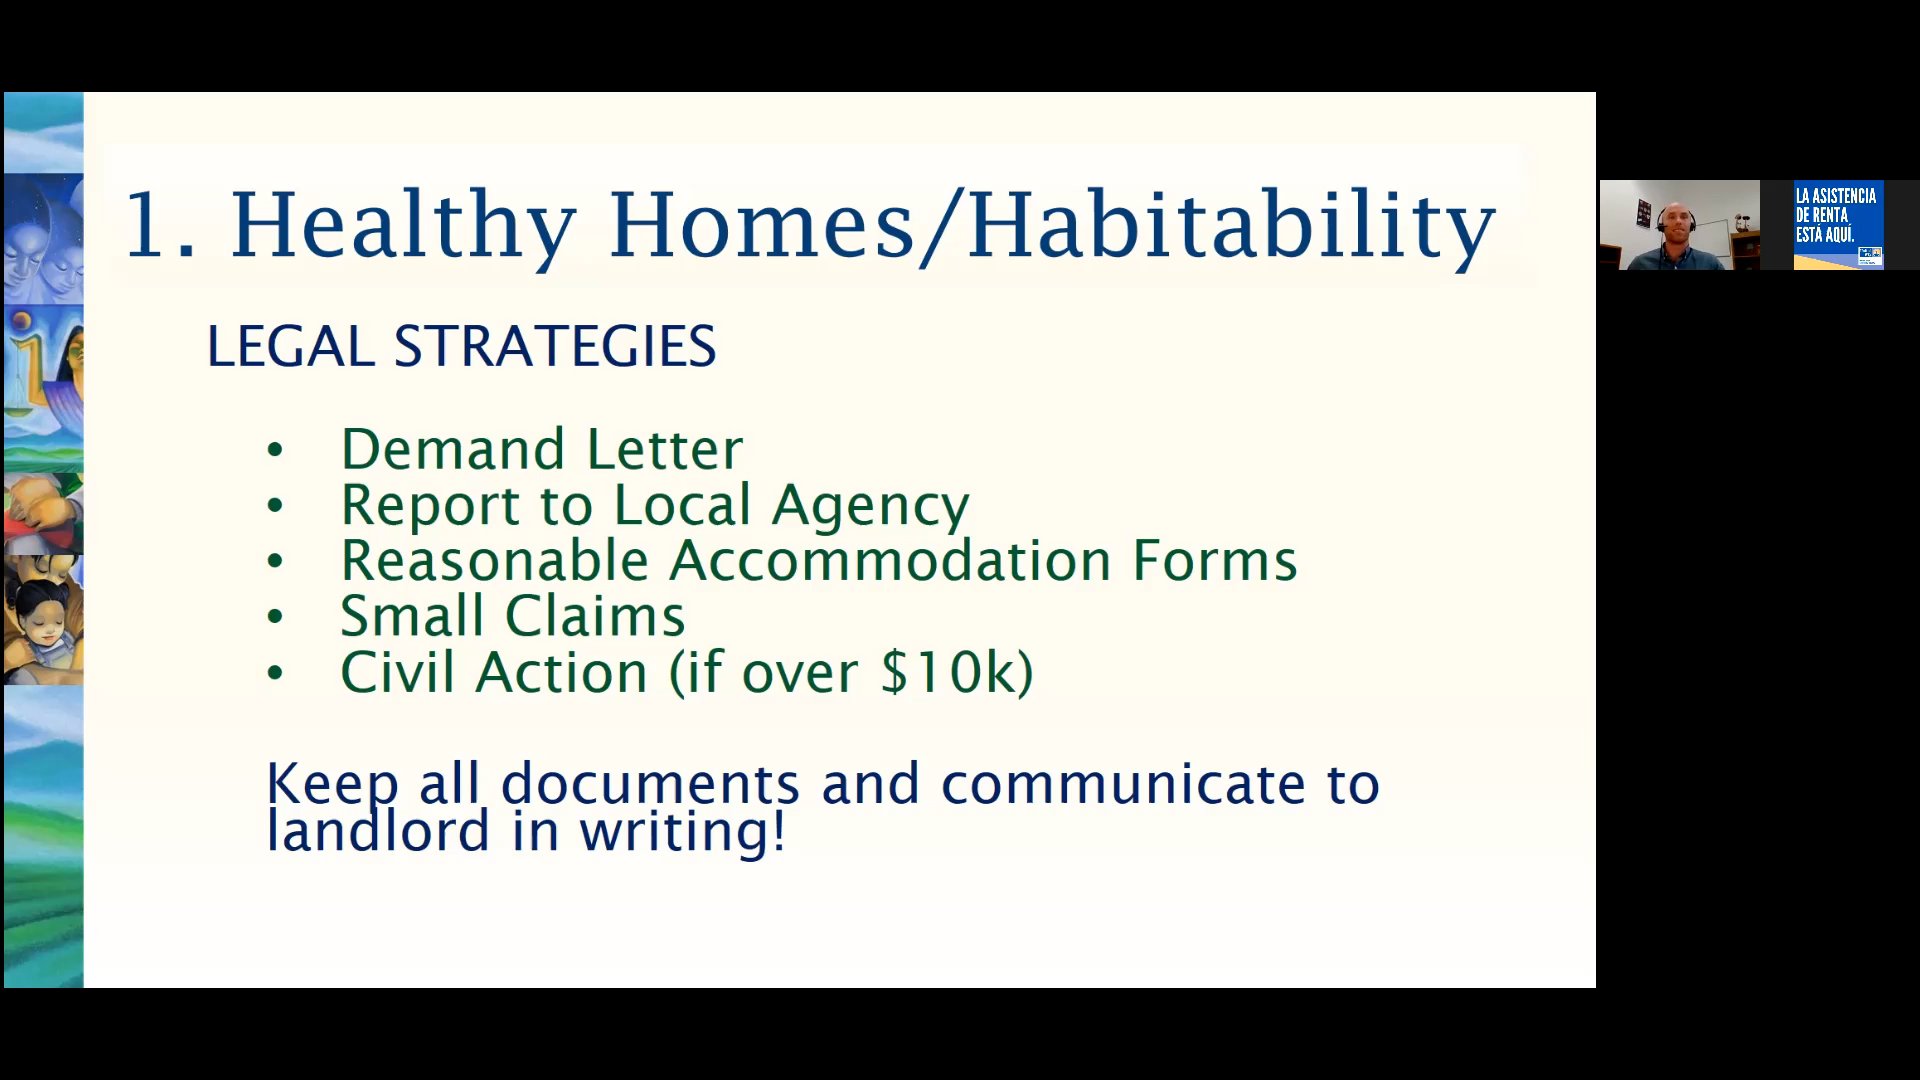 1. Healthy Homes/Habitability
LEGAL STRATEGIES
• Demand Letter
• Report to Local Agency
• Reasonable Accommodation Forms
• Small Claims
• Civil Action (if over $10k)
Keep all documents and communicate to
landlord in writing!
LA ASISTENCIA
DE RENTA
ESTÁ AQUÍ.